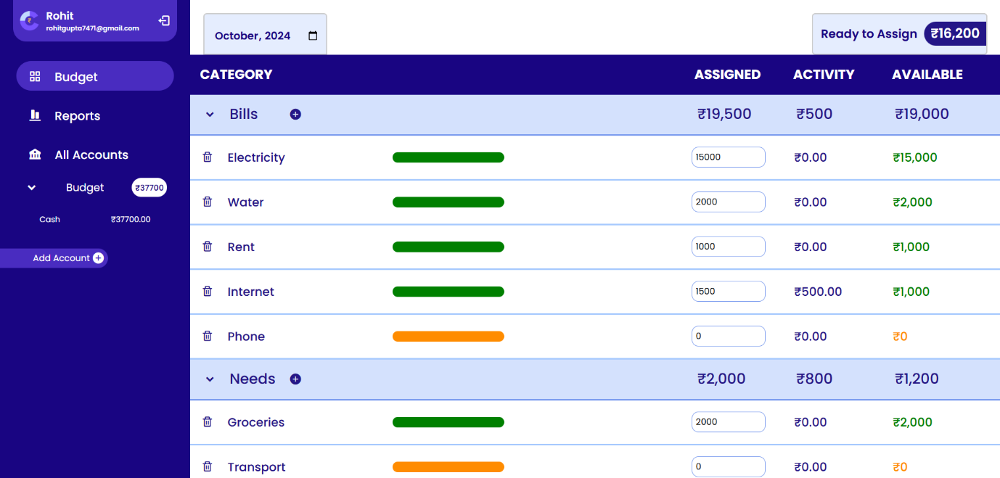 Rohit
rohitgupta7471@gmail.com
Budget
Reports
All Accounts
Budget ₹37700
Cash ₹37700.00
Add Account
October, 2024
Ready to Assign ₹16,200
CATEGORY ASSIGNED ACTIVITY AVAILABLE
Bills ₹19,500 ₹500 ₹19,000
Electricity 15000 ₹0.00 ₹15,000
Water 2000 ₹0.00 ₹2,000
Rent 1000 ₹0.00 ₹1,000
Internet 1500 ₹500.00 ₹1,000
Phone 0 ₹0.00 ₹0
Needs ₹2,000 ₹800 ₹1,200
Groceries 2000 ₹0.00 ₹2,000
Transport 0 ₹0.00 ₹0